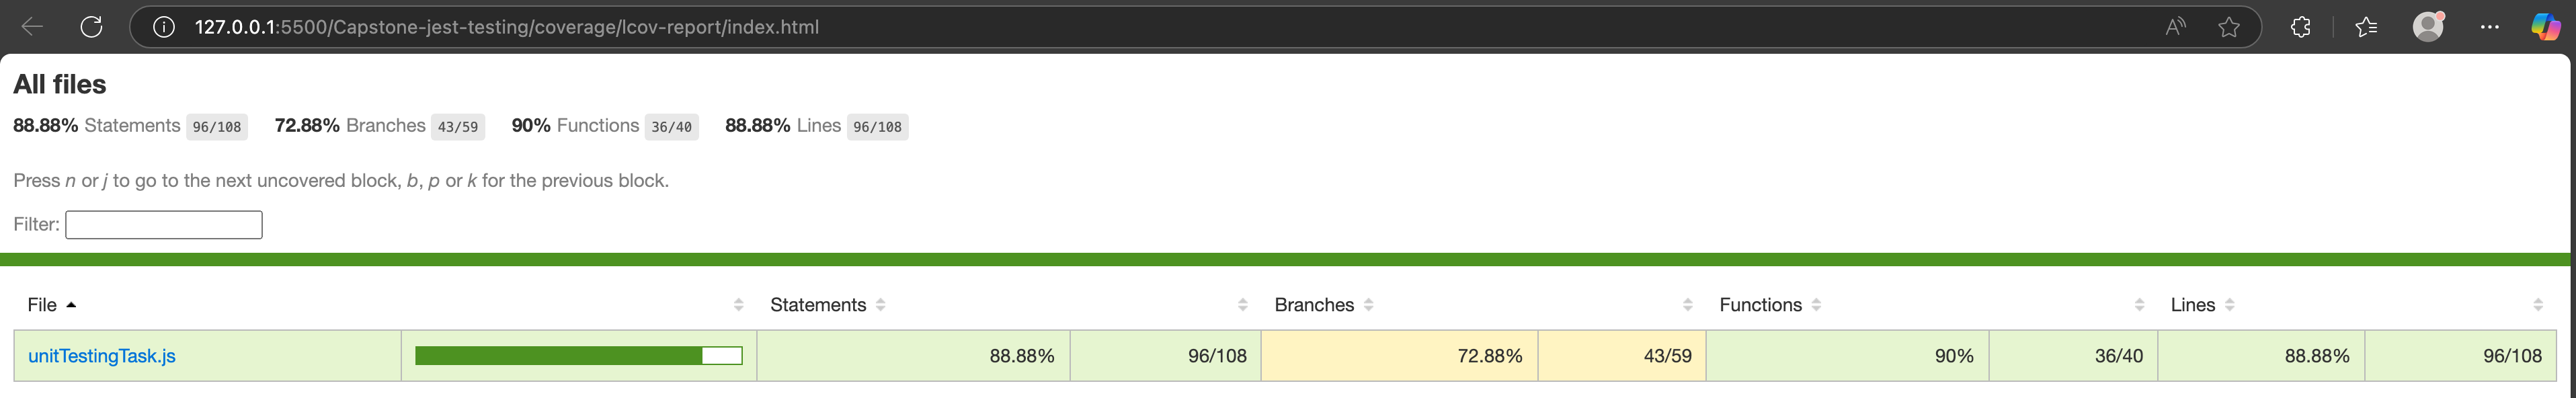 127.0.0.1:5500/Capstone-jest-testing/coverage/lcov-report/index.html
All files
88.88% Statements 96/108 72.88% Branches 43/59 90% Functions 36/40 88.88% Lines 96/108
Press n or j to go to the next uncovered block, b, p or k for the previous block.
Filter:
File Statements Branches Functions Lines
unitTestingTask.js 88.88% 96/108 72.88% 43/59 90% 36/40 88.88% 96/108